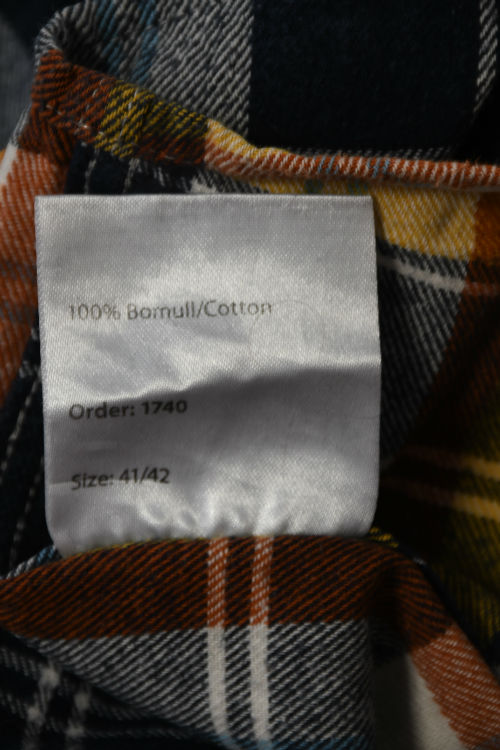 100% Bomull/Cotton
Order: 1740
Size: 41/42